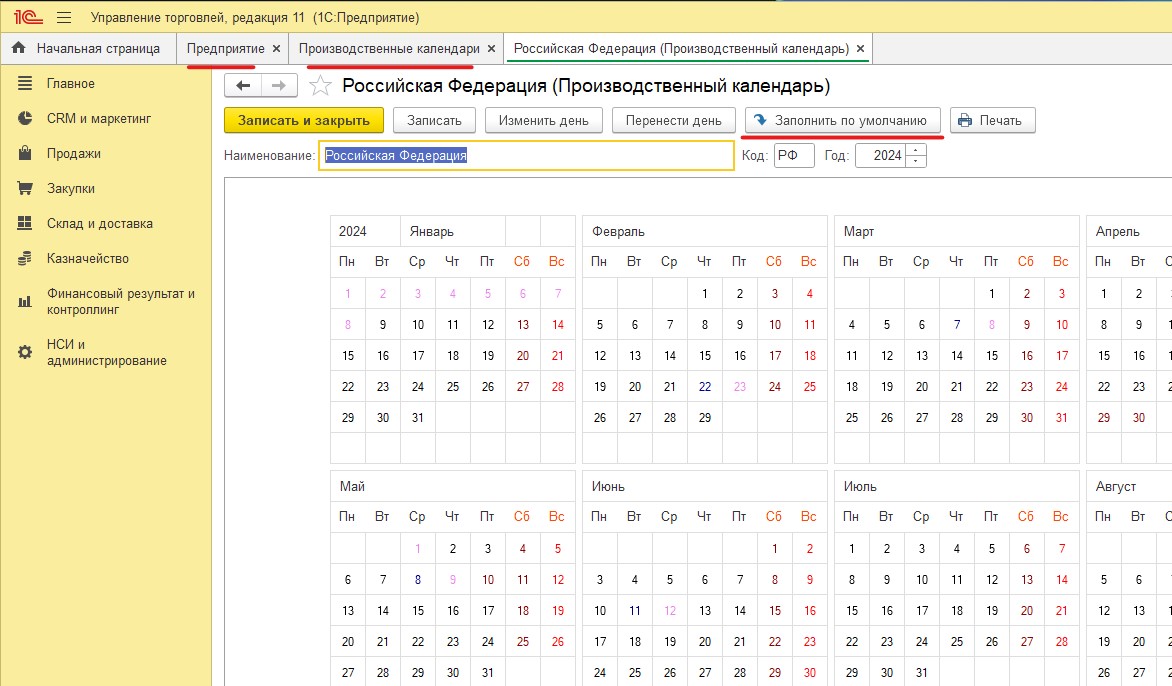 1С Управление торговлей, редакция 11 (1С:Предприятие)
Начальная страница Предприятие × Производственные календари × Российская Федерация (Производственный календарь) ×
Главное
CRM и маркетинг
Продажи
Закупки
Склад и доставка
Казначейство
Финансовый результат и
контроллинг
НСИ и
администрирование
Российская Федерация (Производственный календарь)
Записать и закрыть Записать Изменить день Перенести день Заполнить по умолчанию Печать
Наименование: Российская Федерация Код: РФ Год: 2024
2024 Январь Февраль Март Апрель
Пн Вт Ср Чт Пт Сб Вс Пн Вт Ср Чт Пт Сб Вс Пн Вт Ср Чт Пт Сб Вс Пн Вт
1 2 3 4 5 6 7 1 2 3 4 1 2 3 1 2
8 9 10 11 12 13 14 5 6 7 8 9 10 11 4 5 6 7 8 9 10 8 9
15 16 17 18 19 20 21 12 13 14 15 16 17 18 11 12 13 14 15 16 17 15 16
22 23 24 25 26 27 28 19 20 21 22 23 24 25 18 19 20 21 22 23 24 22 23
29 30 31 26 27 28 29 25 26 27 28 29 30 31 29 30
Май Июнь Июль Август
Пн Вт Ср Чт Пт Сб Вс Пн Вт Ср Чт Пт Сб Вс Пн Вт Ср Чт Пт Сб Вс Пн Вт
1 2 3 4 5 1 2 1 2 3 4 5 6 7
6 7 8 9 10 11 12 3 4 5 6 7 8 9 8 9 10 11 12 13 14 5 6
13 14 15 16 17 18 19 10 11 12 13 14 15 16 15 16 17 18 19 20 21 12 13
20 21 22 23 24 25 26 17 18 19 20 21 22 23 22 23 24 25 26 27 28 19 20
27 28 29 30 31 24 25 26 27 28 29 30 29 30 31 26 27